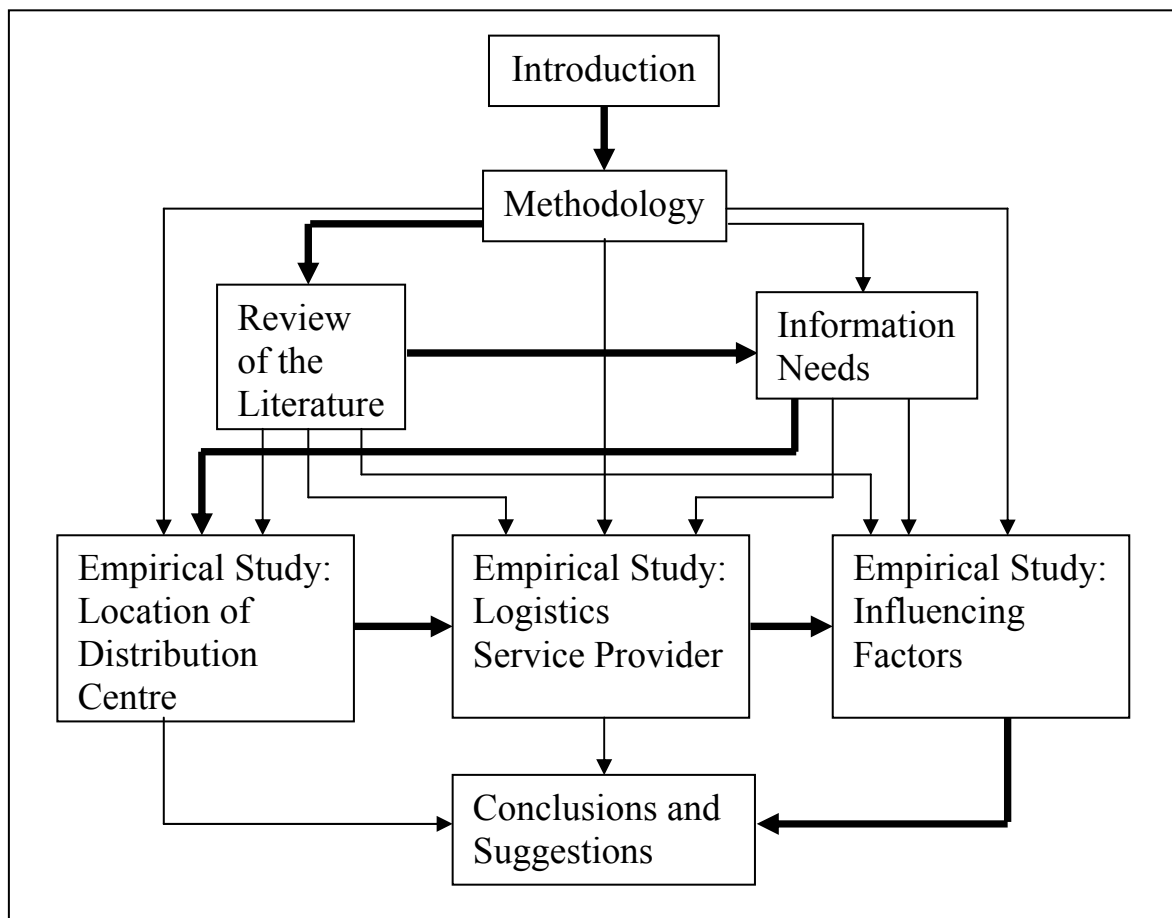 Introduction
Methodology
Review
of the
Literature
Information
Needs
Empirical Study:
Location of
Distribution
Centre
Empirical Study:
Logistics
Service Provider
Empirical Study:
Influencing
Factors
Conclusions and
Suggestions